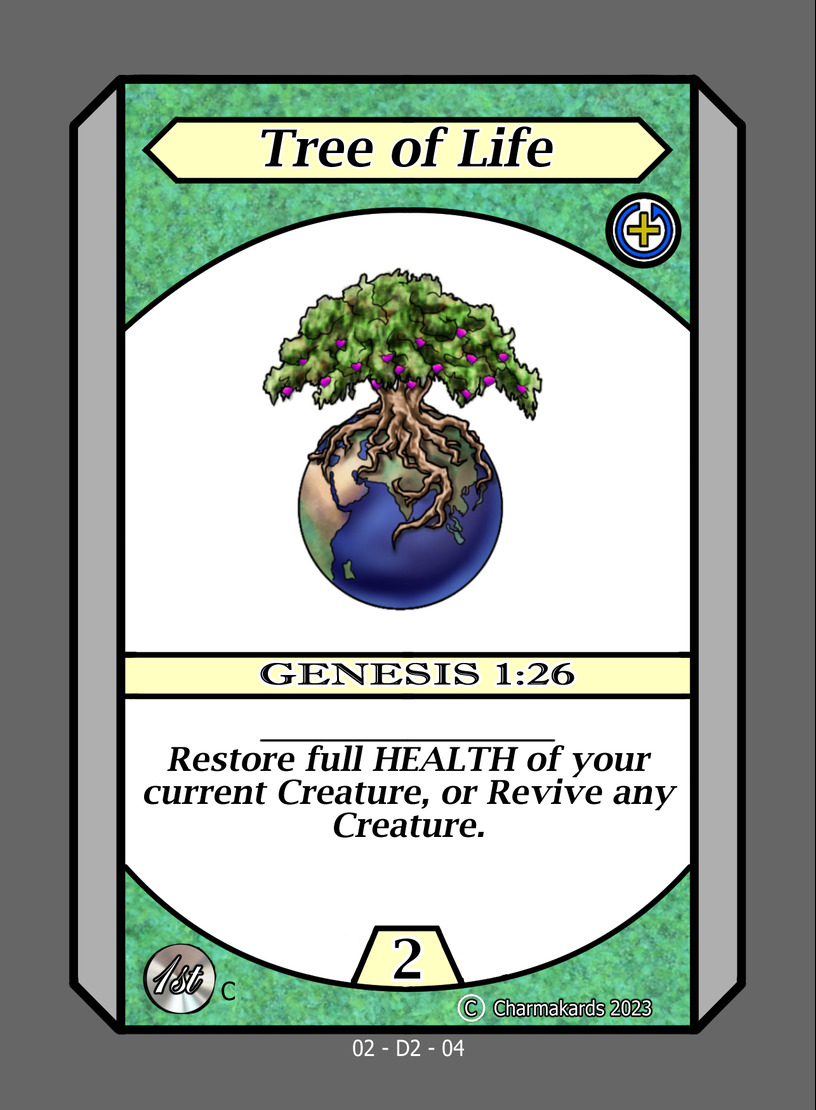 Tree of Life
GENESIS 1:26
Restore full HEALTH of your
current Creature, or Revive any
Creature.
2
1st C
© Charmakards 2023
02 - D2 - 04